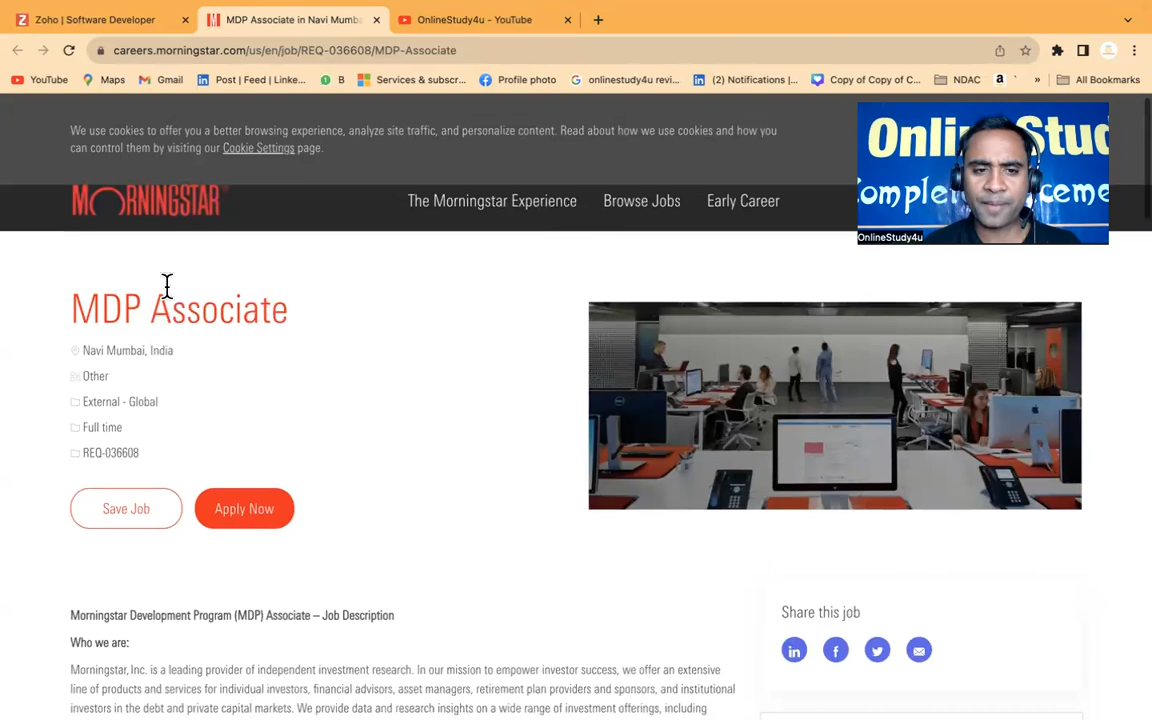 Zoho | Software Developer
MDP Associate in Navi Mumba
OnlineStudy4u - YouTube
careers.morningstar.com/us/en/job/REQ-036608/MDP-Associate
YouTube
Maps
Gmail
Post | Feed | Linke...
B
Services & subscr...
Profile photo
onlinestudy4u revi...
(2) Notifications |...
Copy of Copy of C...
NDAC
»
All Bookmarks
We use cookies to offer you a better browsing experience, analyze site traffic, and personalize content. Read about how we use cookies and how you
can control them by visiting our Cookie Settings page.
MORNINGSTAR
The Morningstar Experience
Browse Jobs
Early Career
OnlineStudy4u
MDP Associate
Navi Mumbai, India
Other
External - Global
Full time
REQ-036608
Save Job
Apply Now
Morningstar Development Program (MDP) Associate – Job Description
Who we are:
Morningstar, Inc. is a leading provider of independent investment research. In our mission to empower investor success, we offer an extensive
line of products and services for individual investors, financial advisors, asset managers, retirement plan providers and sponsors, and institutional
investors in the debt and private capital markets. We provide data and research insights on a wide range of investment offerings, including
Share this job